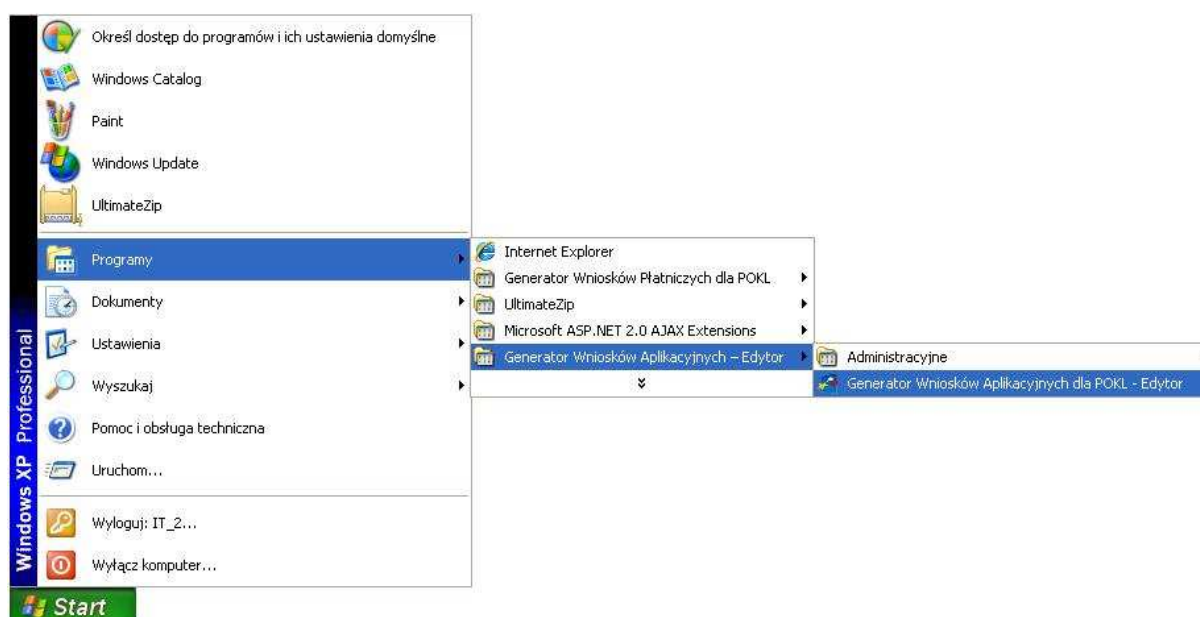 Określ dostęp do programów i ich ustawienia domyślne
Windows Catalog
Paint
Windows Update
UltimateZip
Programy
Dokumenty
Ustawienia
Wyszukaj
Pomoc i obsługa techniczna
Uruchom...
Wyloguj: IT_2...
Wyłącz komputer...
Windows XP Professional
Start
Internet Explorer
Generator Wniosków Płatniczych dla POKL
UltimateZip
Microsoft ASP.NET 2.0 AJAX Extensions
Generator Wniosków Aplikacyjnych – Edytor
Administracyjne
Generator Wniosków Aplikacyjnych dla POKL - Edytor